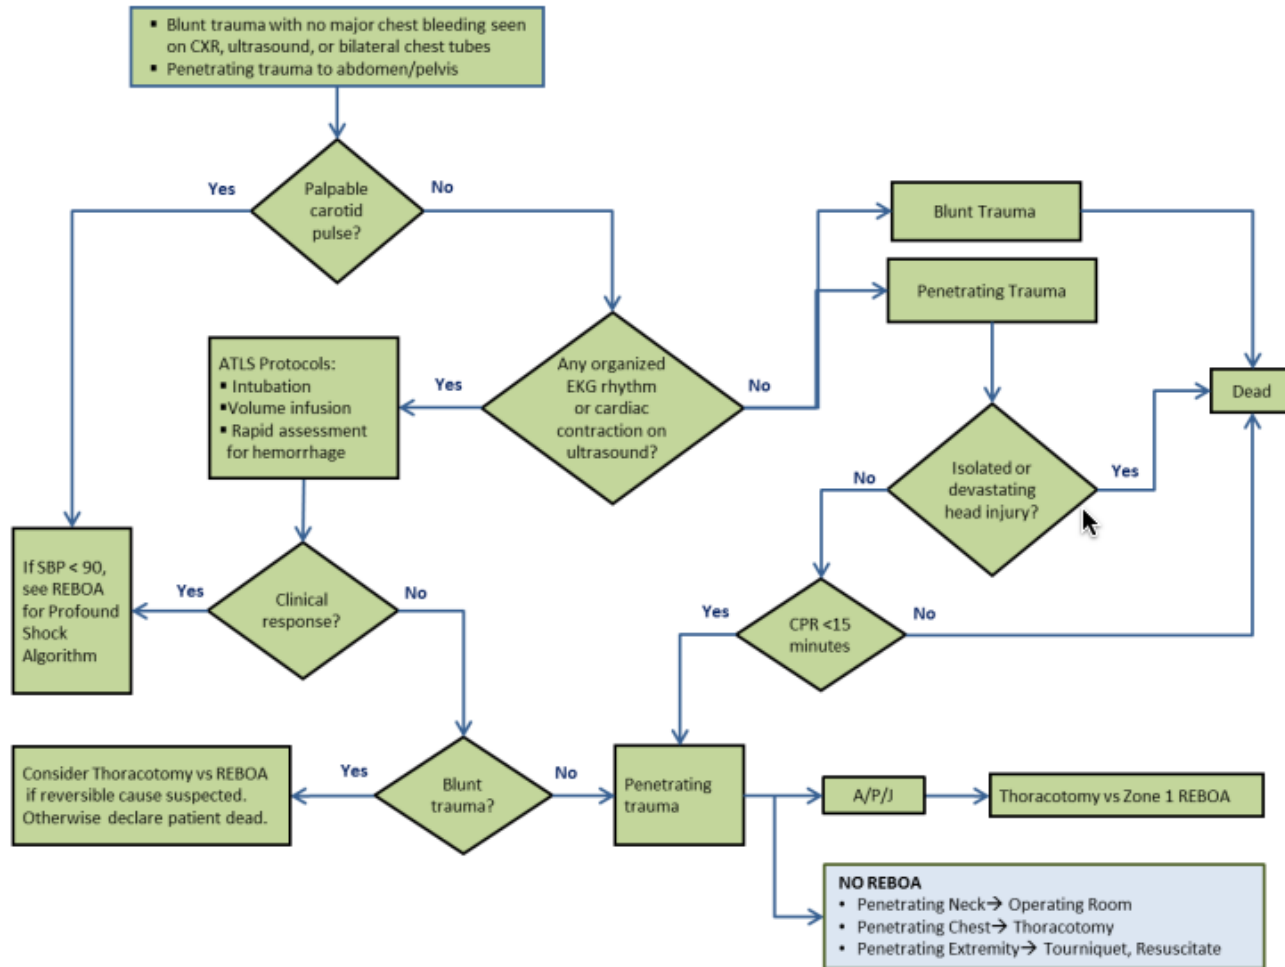 ▪ Blunt trauma with no major chest bleeding seen
on CXR, ultrasound, or bilateral chest tubes
▪ Penetrating trauma to abdomen/pelvis
Yes
Palpable
carotid
pulse?
No
Blunt Trauma
Penetrating Trauma
ATLS Protocols:
▪ Intubation
▪Volume infusion
▪ Rapid assessment
for hemorrhage
Yes
Any organized
EKG rhythm
or cardiac
contraction on
ultrasound?
No
Dead
No
Isolated or
devastating
head injury?
Yes
If SBP < 90,
see REBOA
for Profound
Shock
Algorithm
Yes
Clinical
response?
No
Yes
CPR <15
minutes
No
Consider Thoracotomy vs REBOA
if reversible cause suspected.
Otherwise declare patient dead.
Yes
Blunt
trauma?
No
Penetrating
trauma
A/P/J
Thoracotomy vs Zone 1 REBOA
NO REBOA
• Penetrating Neck→ Operating Room
• Penetrating Chest→ Thoracotomy
• Penetrating Extremity→ Tourniquet, Resuscitate